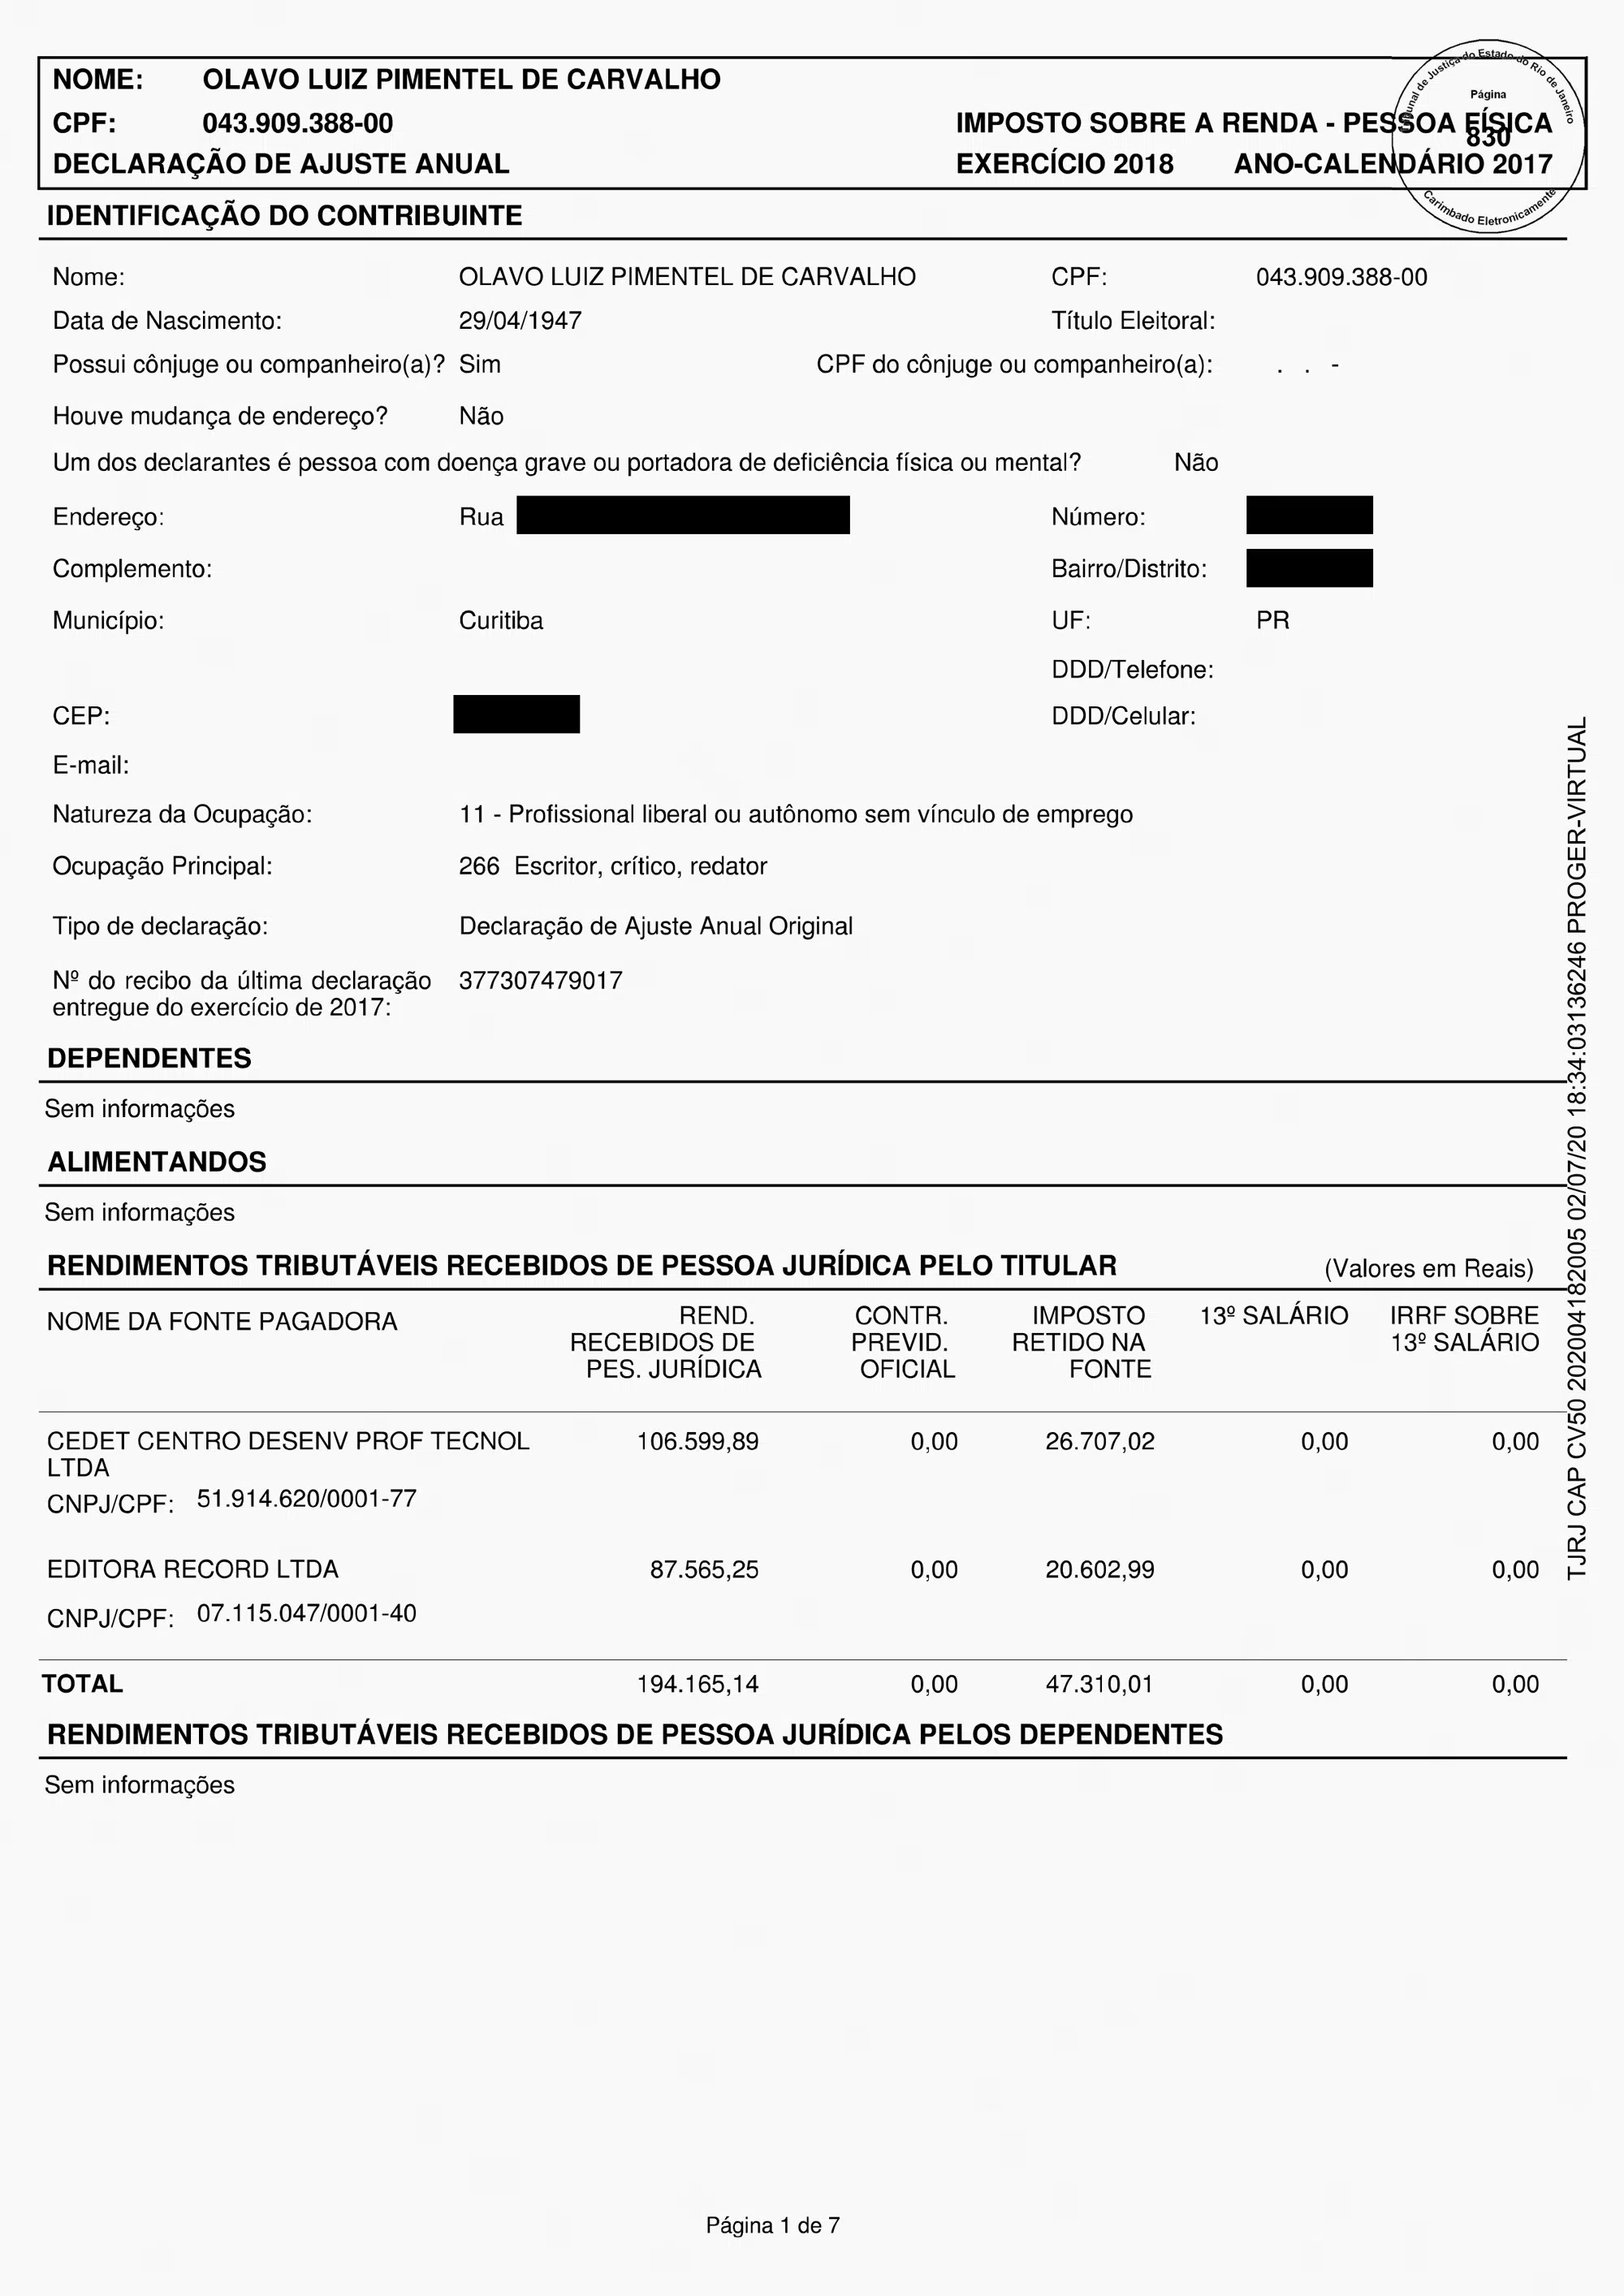 NOME: OLAVO LUIZ PIMENTEL DE CARVALHO
CPF: 043.909.388-00 IMPOSTO SOBRE A RENDA - PESSOA FÍSICA
DECLARAÇÃO DE AJUSTE ANUAL EXERCÍCIO 2018 ANO-CALENDÁRIO 2017
Tribunal de Justiça do Estado do Rio de Janeiro
Página
830
Carimbado Eletronicamente
IDENTIFICAÇÃO DO CONTRIBUINTE
Nome: OLAVO LUIZ PIMENTEL DE CARVALHO CPF: 043.909.388-00
Data de Nascimento: 29/04/1947 Título Eleitoral:
Possui cônjuge ou companheiro(a)? Sim CPF do cônjuge ou companheiro(a): . . -
Houve mudança de endereço? Não
Um dos declarantes é pessoa com doença grave ou portadora de deficiência física ou mental? Não
Endereço: Rua Número:
Complemento: Bairro/Distrito:
Município: Curitiba UF: PR
DDD/Telefone:
CEP: DDD/Celular:
E-mail:
Natureza da Ocupação: 11 - Profissional liberal ou autônomo sem vínculo de emprego
Ocupação Principal: 266 Escritor, crítico, redator
Tipo de declaração: Declaração de Ajuste Anual Original
Nº do recibo da última declaração 377307479017
entregue do exercício de 2017:
DEPENDENTES
Sem informações
ALIMENTANDOS
Sem informações
RENDIMENTOS TRIBUTÁVEIS RECEBIDOS DE PESSOA JURÍDICA PELO TITULAR (Valores em Reais)
NOME DA FONTE PAGADORA REND. CONTR. IMPOSTO 13º SALÁRIO IRRF SOBRE
RECEBIDOS DE PREVID. RETIDO NA 13º SALÁRIO
PES. JURÍDICA OFICIAL FONTE
CEDET CENTRO DESENV PROF TECNOL 106.599,89 0,00 26.707,02 0,00 0,00
LTDA
CNPJ/CPF: 51.914.620/0001-77
EDITORA RECORD LTDA 87.565,25 0,00 20.602,99 0,00 0,00
CNPJ/CPF: 07.115.047/0001-40
TOTAL 194.165,14 0,00 47.310,01 0,00 0,00
RENDIMENTOS TRIBUTÁVEIS RECEBIDOS DE PESSOA JURÍDICA PELOS DEPENDENTES
Sem informações
TJRJ CAP CV50 202004182005 02/07/20 18:34:03136246 PROGER-VIRTUAL
Página 1 de 7